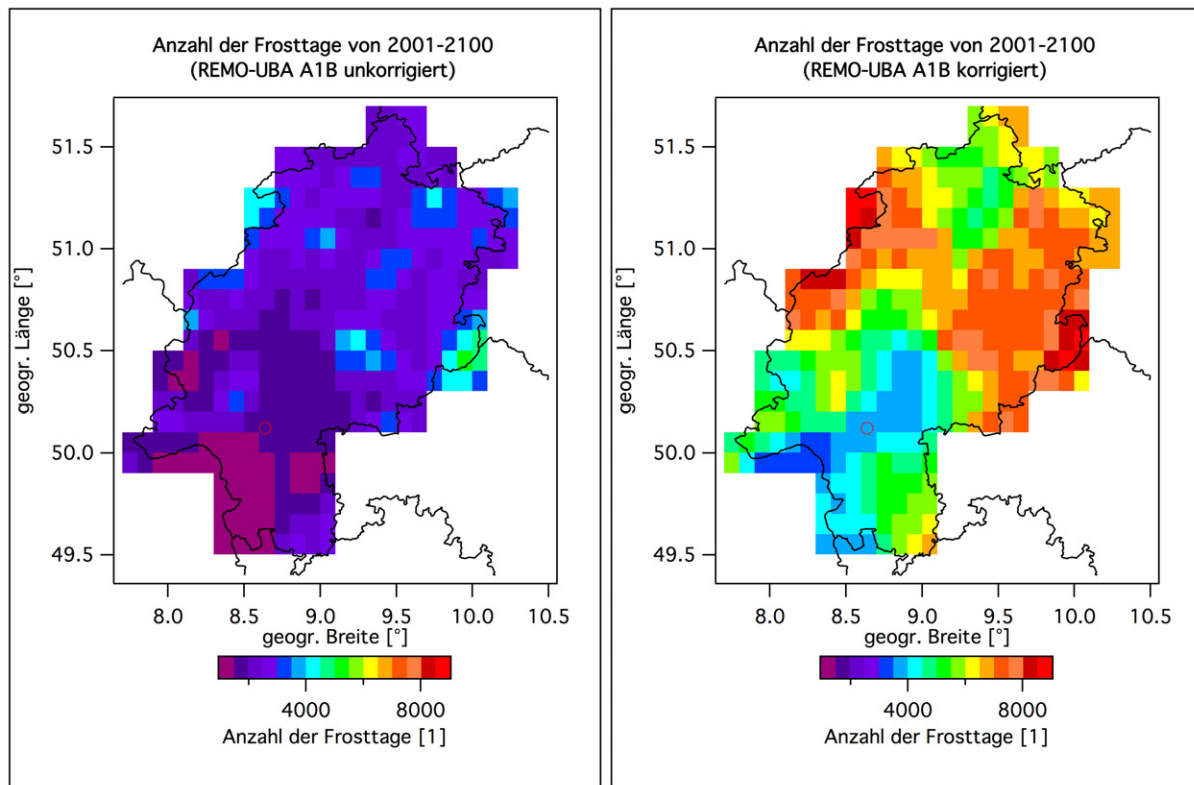 Anzahl der Frosttage von 2001-2100
(REMO-UBA A1B unkorrigiert)
51.5
51.0
50.5
50.0
49.5
geogr. Länge [°]
8.0 8.5 9.0 9.5 10.0 10.5
geogr. Breite [°]
4000 8000
Anzahl der Frosttage [1]
Anzahl der Frosttage von 2001-2100
(REMO-UBA A1B korrigiert)
51.5
51.0
50.5
50.0
49.5
geogr. Länge [°]
8.0 8.5 9.0 9.5 10.0 10.5
geogr. Breite [°]
4000 8000
Anzahl der Frosttage [1]